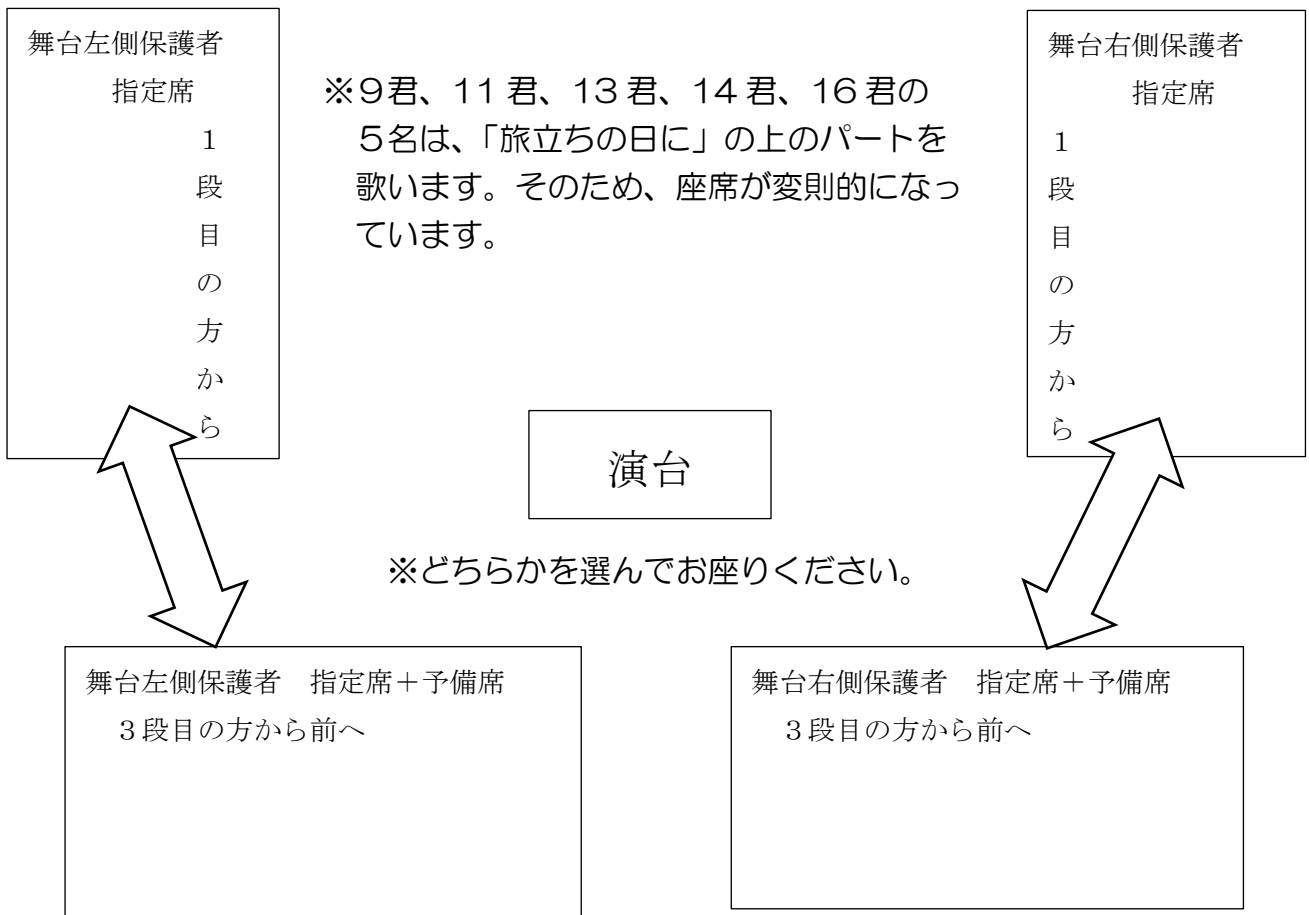 舞台左側保護者
指定席
1段目の方から
※9君、11君、13君、14君、16君の
5名は、「旅立ちの日に」の上のパートを
歌います。そのため、座席が変則的になっ
ています。
舞台右側保護者
指定席
1段目の方から
演台
※どちらかを選んでお座りください。
舞台左側保護者　指定席＋予備席
3段目の方から前へ
舞台右側保護者　指定席＋予備席
3段目の方から前へ